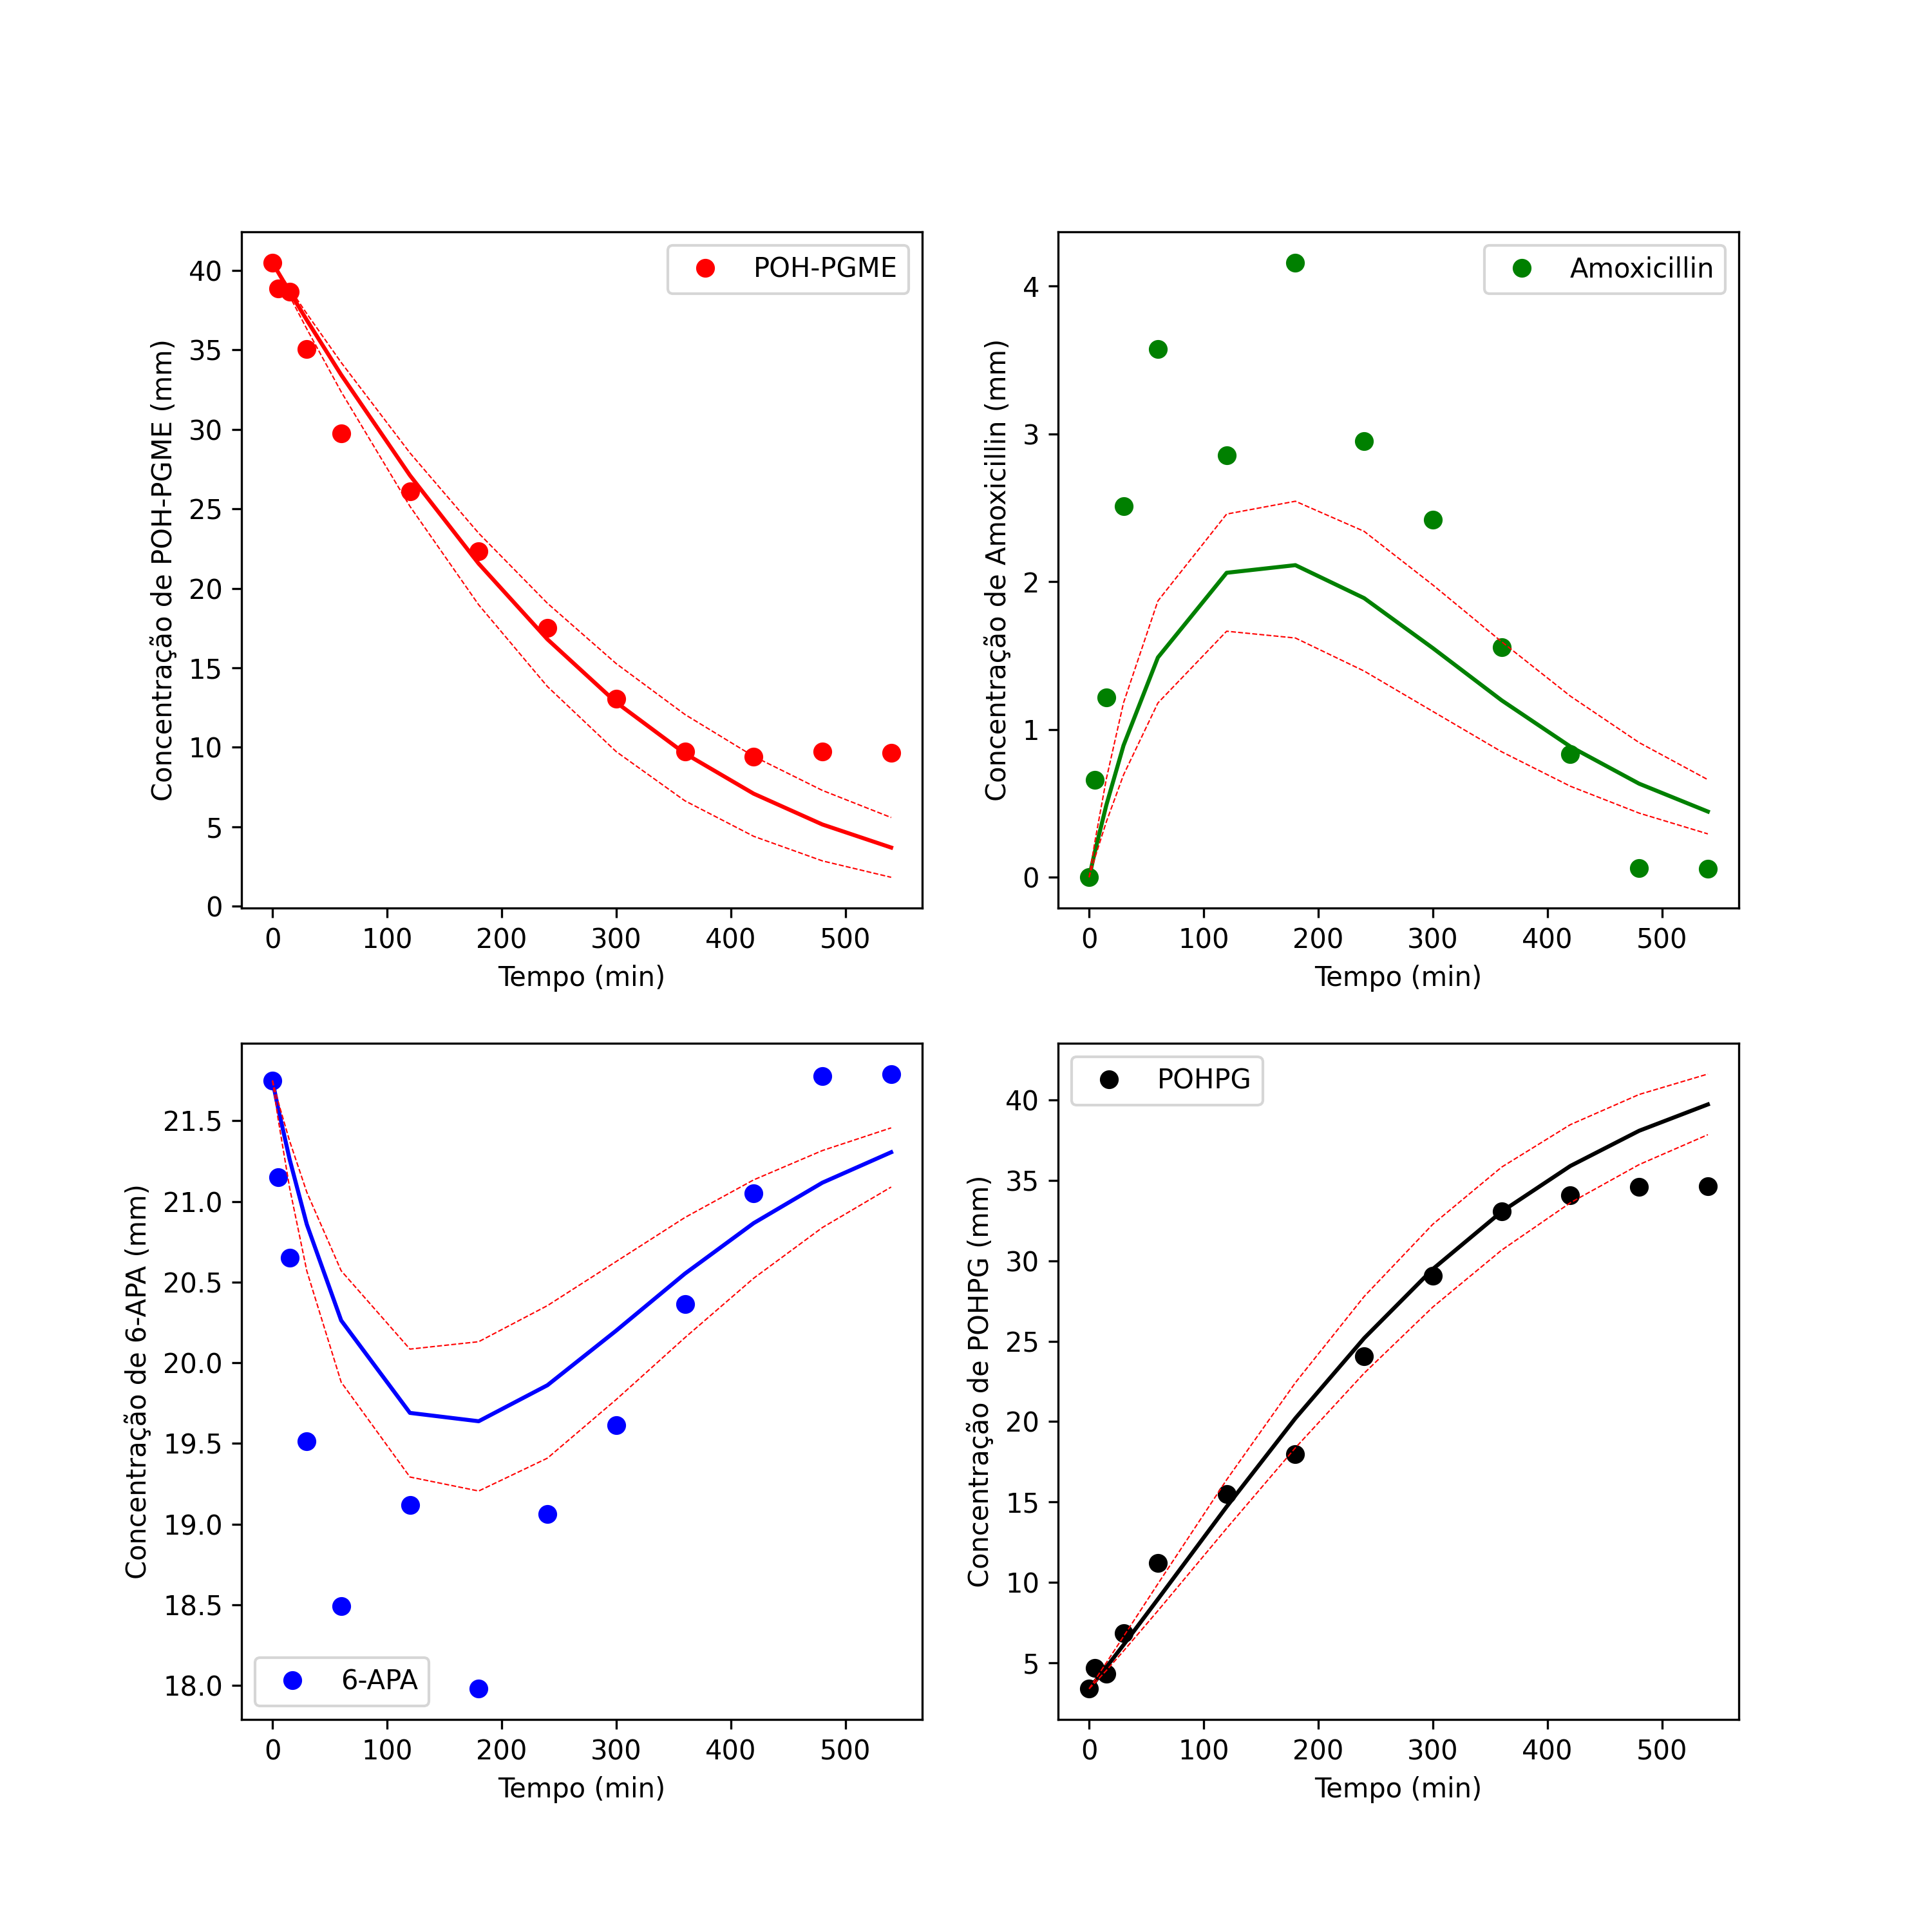 POH-PGME
Concentração de POH-PGME (mm)
40
35
30
25
20
15
10
5
0
0 100 200 300 400 500
Tempo (min)
Amoxicillin
Concentração de Amoxicillin (mm)
4
3
2
1
0
0 100 200 300 400 500
Tempo (min)
6-APA
Concentração de 6-APA (mm)
21.5
21.0
20.5
20.0
19.5
19.0
18.5
18.0
0 100 200 300 400 500
Tempo (min)
POHPG
Concentração de POHPG (mm)
40
35
30
25
20
15
10
5
0 100 200 300 400 500
Tempo (min)